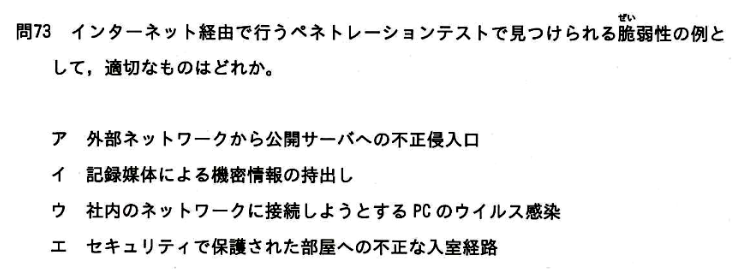 問73 インターネット経由で行うペネトレーションテストで見つけられる脆弱性の例と
ぜい
して，適切なものはどれか。
ア 外部ネットワークから公開サーバへの不正侵入口
イ 記録媒体による機密情報の持出し
ウ 社内のネットワークに接続しようとするPCのウイルス感染
エ セキュリティで保護された部屋への不正な入室経路